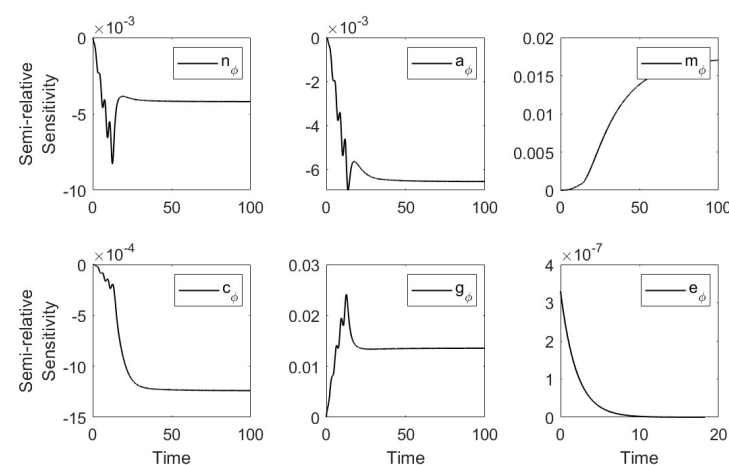 ×10⁻³
0
-5
-10
0 50 100
Semi-relative
Sensitivity
n_ϕ
×10⁻³
0
-2
-4
-6
0 50 100
a_ϕ
0.02
0.015
0.01
0.005
0
0 50 100
m_ϕ
×10⁻⁴
0
-5
-10
-15
0 50 100
Semi-relative
Sensitivity
Time
c_ϕ
0.03
0.02
0.01
0
0 50 100
Time
g_ϕ
×10⁻⁷
4
3
2
1
0
0 10 20
Time
e_ϕ